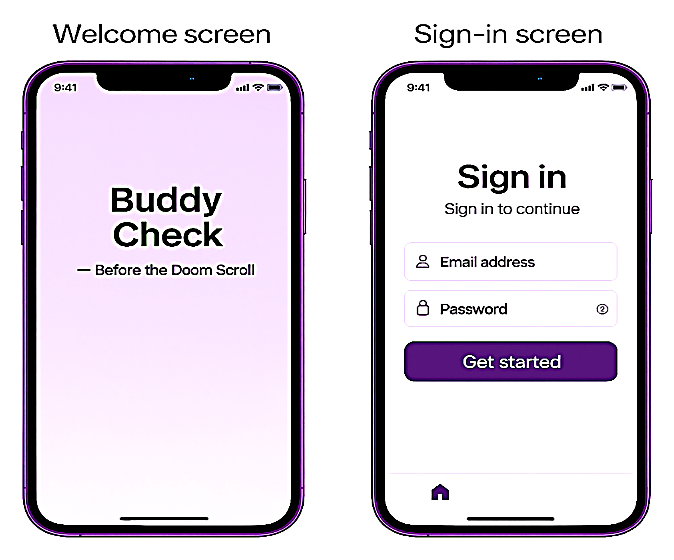 Welcome screen
9:41
Buddy
Check
— Before the Doom Scroll
Sign-in screen
9:41
Sign in
Sign in to continue
Email address
Password
Get started